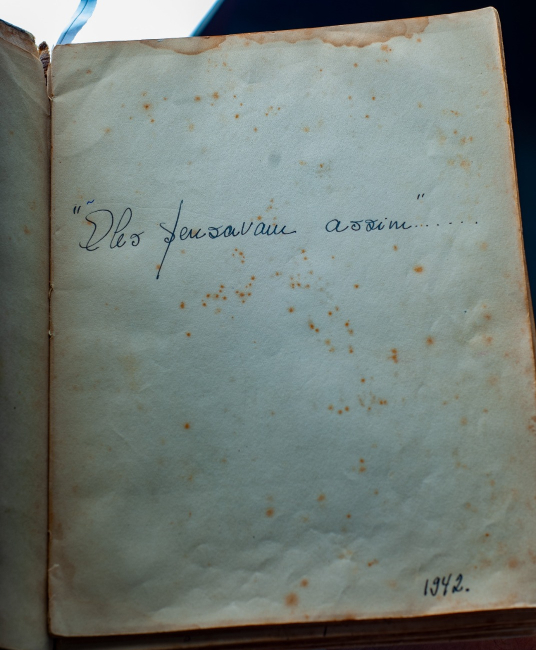 "Eles pensavam assim"......
1942.